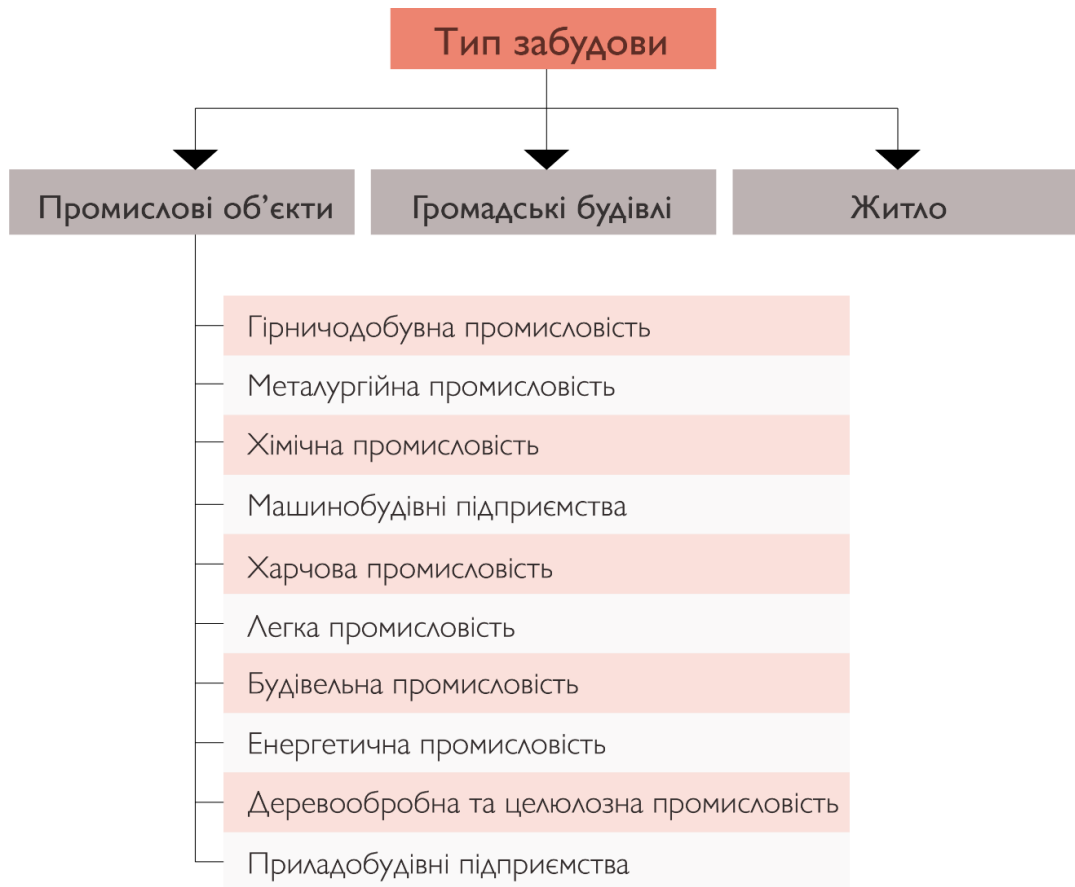 Тип забудови
Промислові об’єкти
Громадські будівлі
Житло
Гірничодобувна промисловість
Металургійна промисловість
Хімічна промисловість
Машинобудівні підприємства
Харчова промисловість
Легка промисловість
Будівельна промисловість
Енергетична промисловість
Деревообробна та целюлозна промисловість
Приладобудівні підприємства